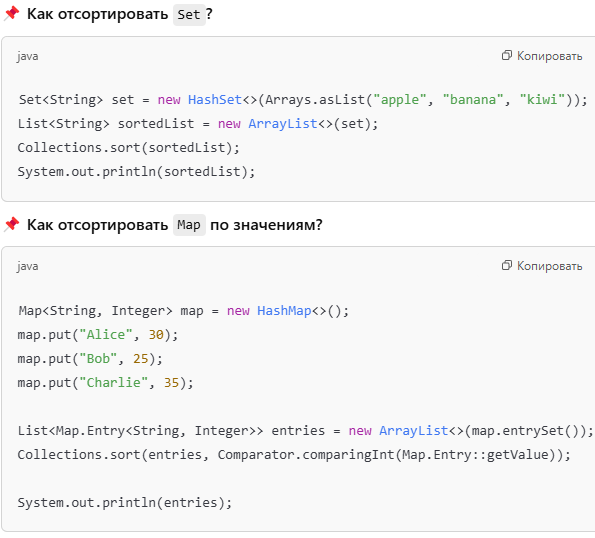 📌 Как отсортировать Set?
java
Копировать
Set<String> set = new HashSet<>(Arrays.asList("apple", "banana", "kiwi"));
List<String> sortedList = new ArrayList<>(set);
Collections.sort(sortedList);
System.out.println(sortedList);
📌 Как отсортировать Map по значениям?
java
Копировать
Map<String, Integer> map = new HashMap<>();
map.put("Alice", 30);
map.put("Bob", 25);
map.put("Charlie", 35);
List<Map.Entry<String, Integer>> entries = new ArrayList<>(map.entrySet());
Collections.sort(entries, Comparator.comparingInt(Map.Entry::getValue));
System.out.println(entries);